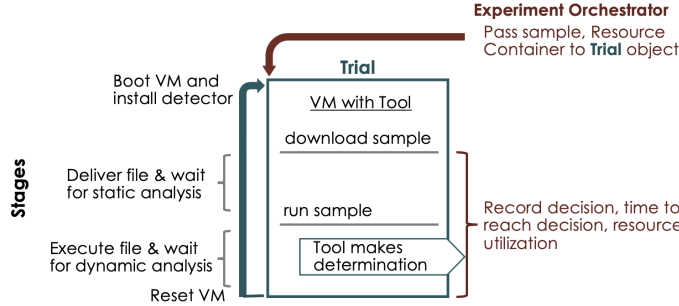 Experiment Orchestrator
Pass sample, Resource
Container to Trial object
Trial
Boot VM and
install detector
VM with Tool
download sample
Stages
Deliver file & wait
for static analysis
run sample
Record decision, time to
reach decision, resource
utilization
Execute file & wait
for dynamic analysis
Tool makes
determination
Reset VM